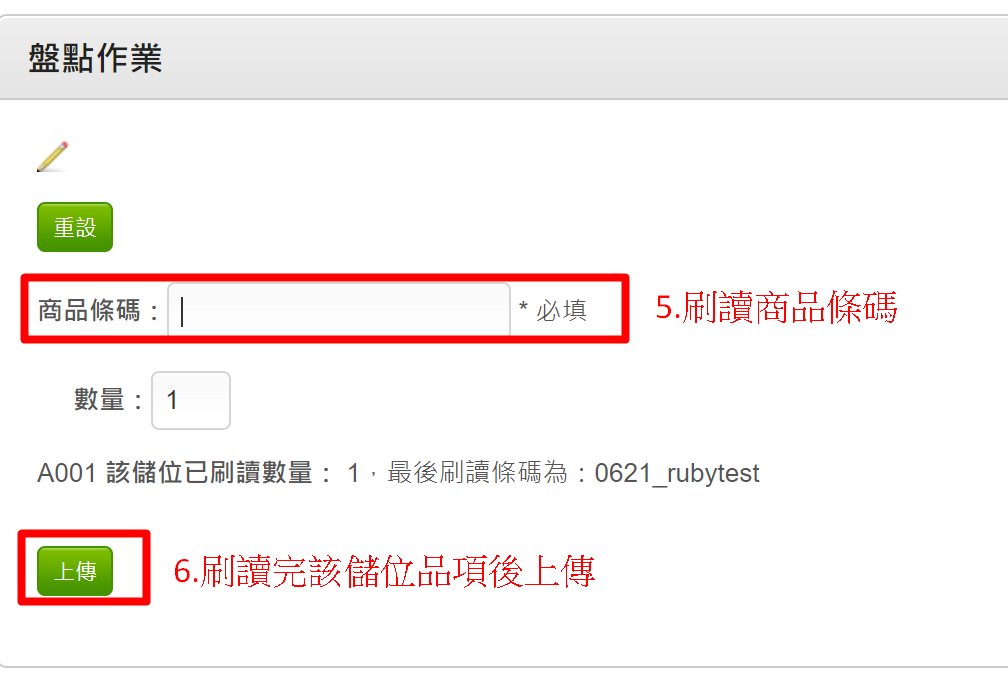 盤點作業
重設
商品條碼： * 必填 5.刷讀商品條碼
數量： 1
A001 該儲位已刷讀數量： 1，最後刷讀條碼為：0621_rubytest
上傳 6.刷讀完該儲位品項後上傳